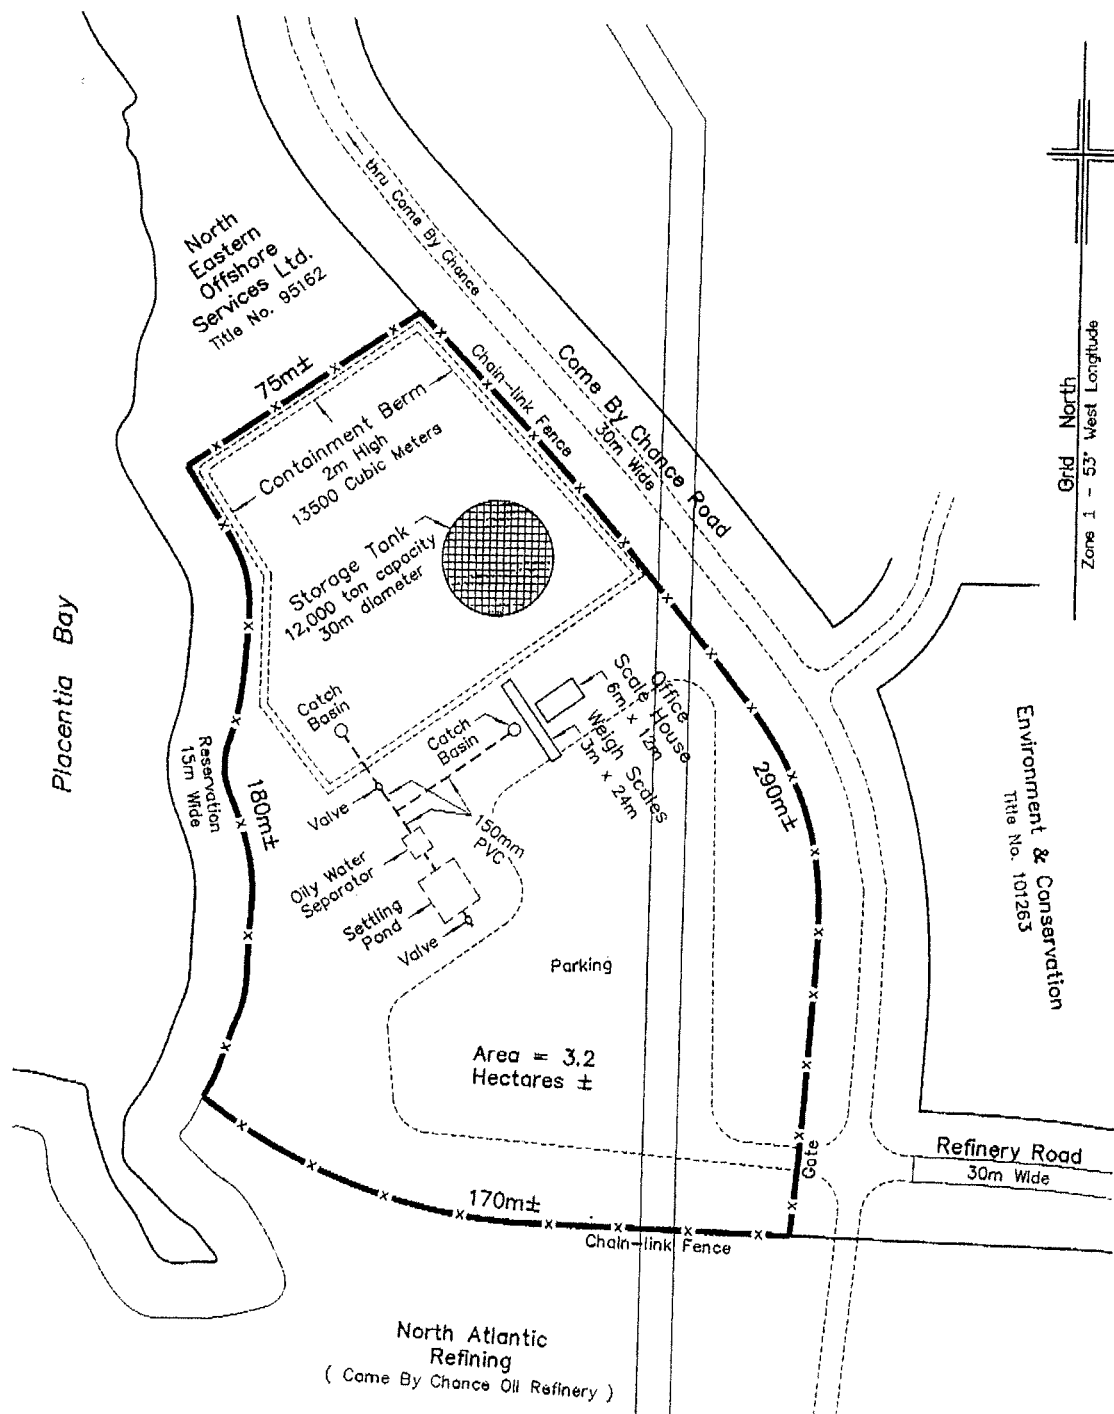 thru Come By Chance
North
Eastern
Offshore
Services Ltd.
Title No. 95162
75m±
Chain-link Fence
Come By Chance Road
30m Wide
Grid North
Zone 1 - 53° West Longitude
Containment Berm
2m High
13500 Cubic Meters
Storage Tank
12,000 ton capacity
30m diameter
Placentia Bay
Reservation
15m Wide
180m±
Catch
Basin
Catch
Basin
Office
Scale House
6m x 12m
Weigh Scales
3m x 24m
290m±
Environment & Conservation
Title No. 101263
Valve
150mm
PVC
Oily Water
Separator
Settling
Pond
Valve
Parking
Area = 3.2
Hectares ±
Gate
Refinery Road
30m Wide
170m±
Chain-link Fence
North Atlantic
Refining
( Come By Chance Oil Refinery )